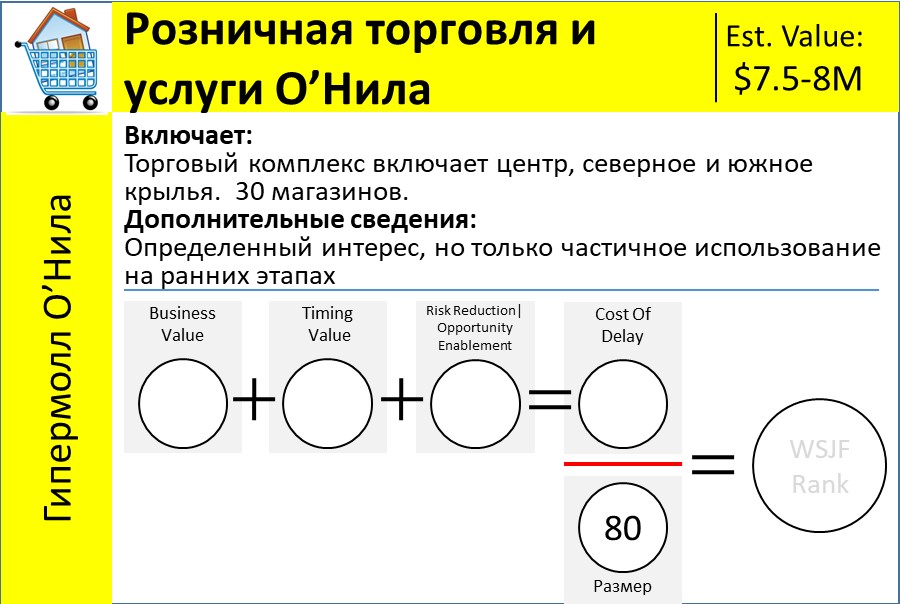 Розничная торговля и
услуги О’Нила
Est. Value:
$7.5-8M
Гипермолл О’Нила
Включает:
Торговый комплекс включает центр, северное и южное
крылья.  30 магазинов.
Дополнительные сведения:
Определенный интерес, но только частичное использование
на ранних этапах
Business
Value
+
Timing
Value
+
Risk Reduction|
Opportunity
Enablement
=
Cost Of
Delay
80
Размер
=
WSJF
Rank